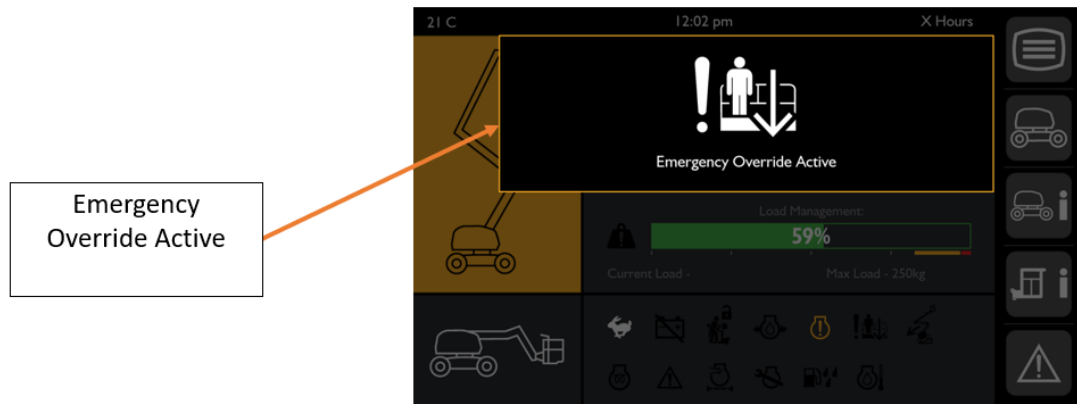 21 C 12:02 pm X Hours
Emergency Override Active
Emergency
Override Active
Load Management:
59%
Current Load - Max Load - 250kg